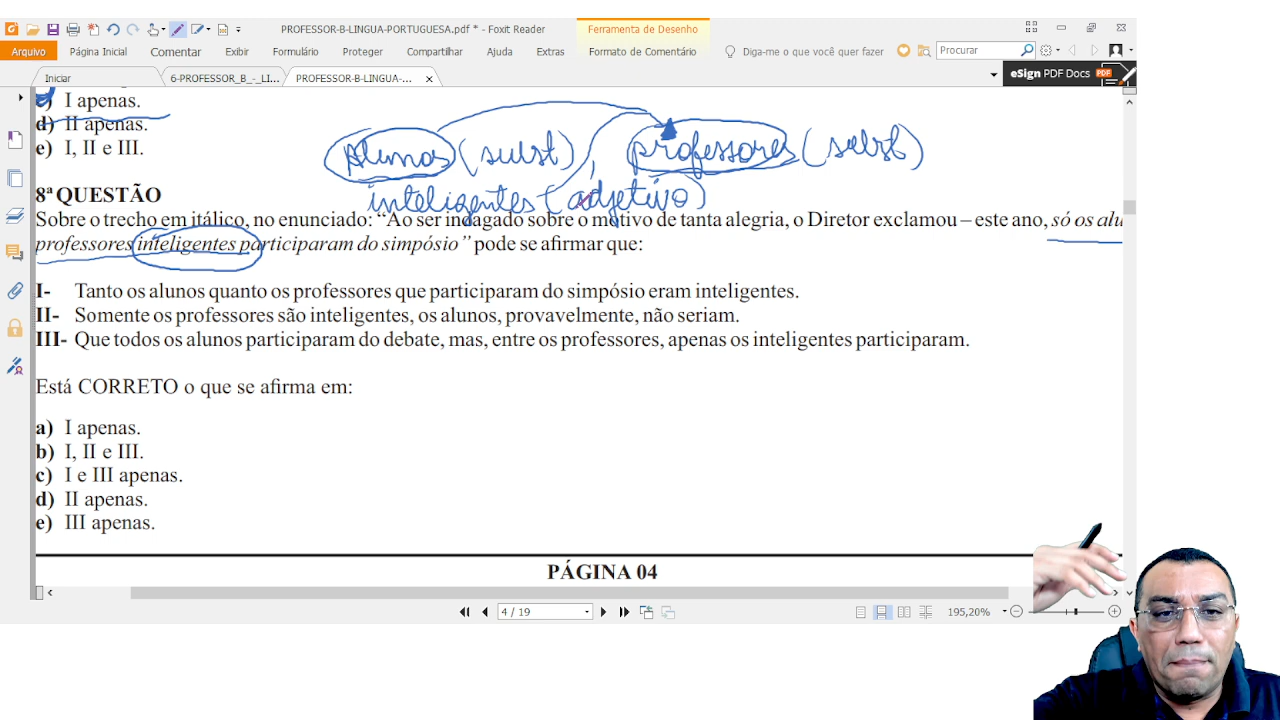 PROFESSOR-B-LINGUA-PORTUGUESA.pdf * - Foxit Reader
Ferramenta de Desenho
Arquivo Página Inicial Comentar Exibir Formulário Proteger Compartilhar Ajuda Extras Formato de Comentário Diga-me o que você quer fazer Procurar
Iniciar 6-PROFESSOR_B_-_LI... PROFESSOR-B-LINGUA-... eSign PDF Docs PDF
c) I apenas.
d) II apenas.
e) I, II e III.
Alunos (subst), professores (subst)
inteligentes (adjetivo)
8ª QUESTÃO
Sobre o trecho em itálico, no enunciado: “Ao ser indagado sobre o motivo de tanta alegria, o Diretor exclamou – este ano, só os alu
professores inteligentes participaram do simpósio” pode se afirmar que:
I- Tanto os alunos quanto os professores que participaram do simpósio eram inteligentes.
II- Somente os professores são inteligentes, os alunos, provavelmente, não seriam.
III- Que todos os alunos participaram do debate, mas, entre os professores, apenas os inteligentes participaram.
Está CORRETO o que se afirma em:
a) I apenas.
b) I, II e III.
c) I e III apenas.
d) II apenas.
e) III apenas.
PÁGINA 04
4 / 19
195,20%